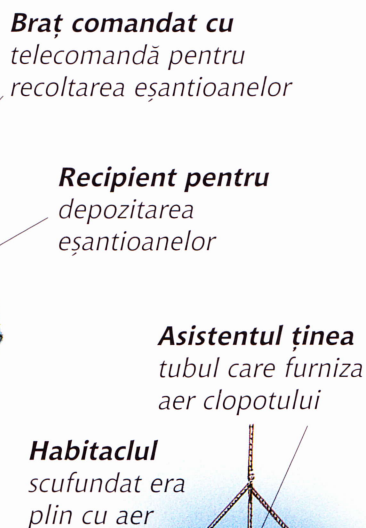 Braț comandat cu
telecomandă pentru
recoltarea eșantioanelor
Recipient pentru
depozitarea
eșantioanelor
Asistentul ținea
tubul care furniza
aer clopotului
Habitaclul
scufundat era
plin cu aer